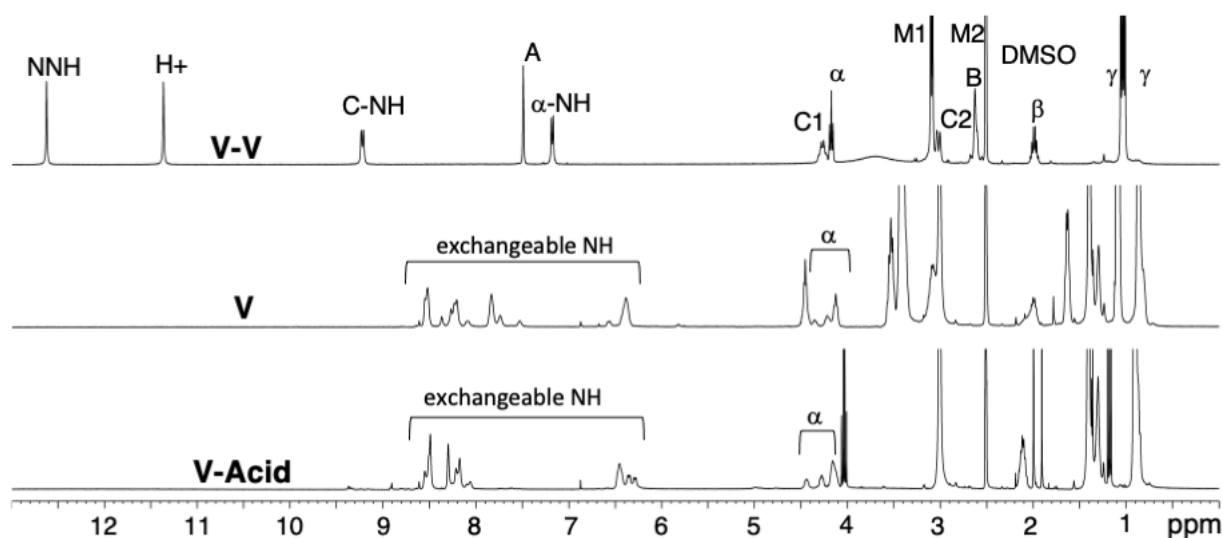 NNH H+ C-NH A α-NH C1 α M1 C2 M2 B DMSO β γ γ
V-V
exchangeable NH α
V
exchangeable NH α
V-Acid
12 11 10 9 8 7 6 5 4 3 2 1 ppm